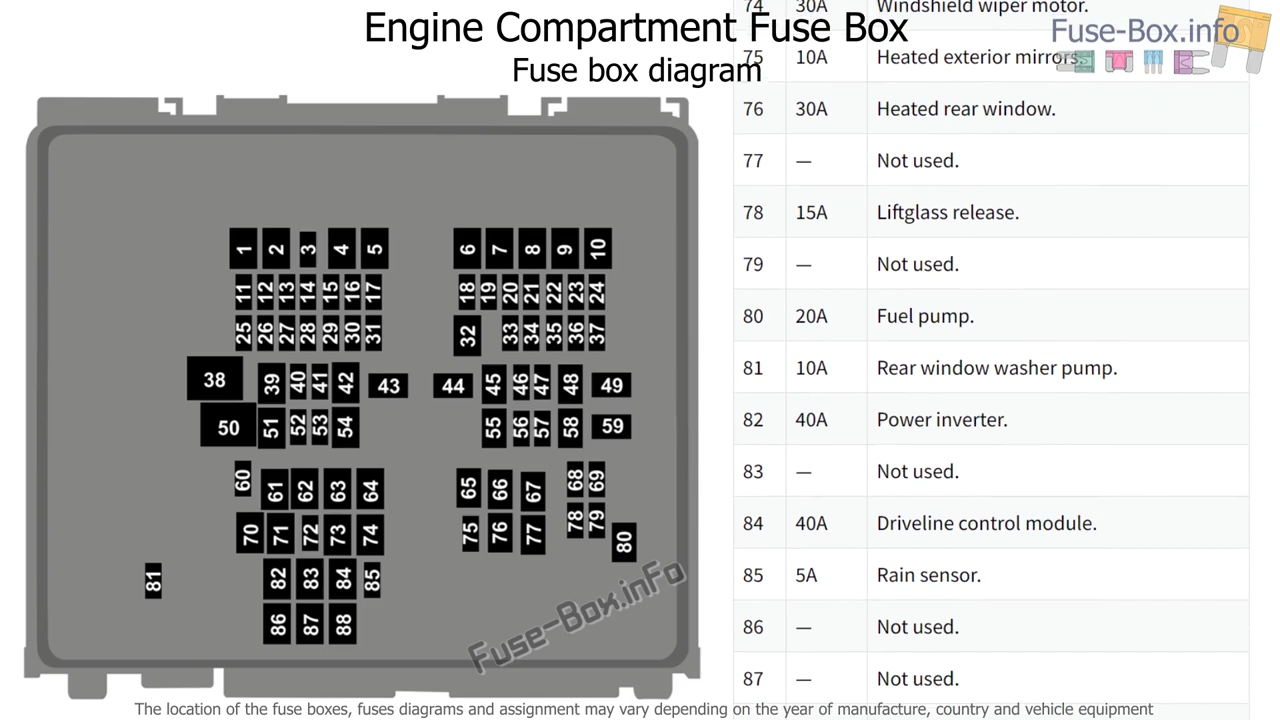 Engine Compartment Fuse Box
Fuse box diagram
Fuse-Box.info
74 30A Windshield wiper motor.
75 10A Heated exterior mirrors.
76 30A Heated rear window.
77 — Not used.
78 15A Liftglass release.
79 — Not used.
80 20A Fuel pump.
81 10A Rear window washer pump.
82 40A Power inverter.
83 — Not used.
84 40A Driveline control module.
85 5A Rain sensor.
86 — Not used.
87 — Not used.
1 2 3 4 5 6 7 8 9 10
11 12 13 14 15 16 17 18 19 20 21 22 23 24
25 26 27 28 29 30 31 32 33 34 35 36 37
38 39 40 41 42 43 44 45 46 47 48 49
50 51 52 53 54 55 56 57 58 59
60 61 62 63 64 65 66 67 68 69
70 71 72 73 74 75 76 77 78 79 80
81 82 83 84 85
86 87 88
Fuse-Box.info
The location of the fuse boxes, fuses diagrams and assignment may vary depending on the year of manufacture, country and vehicle equipment